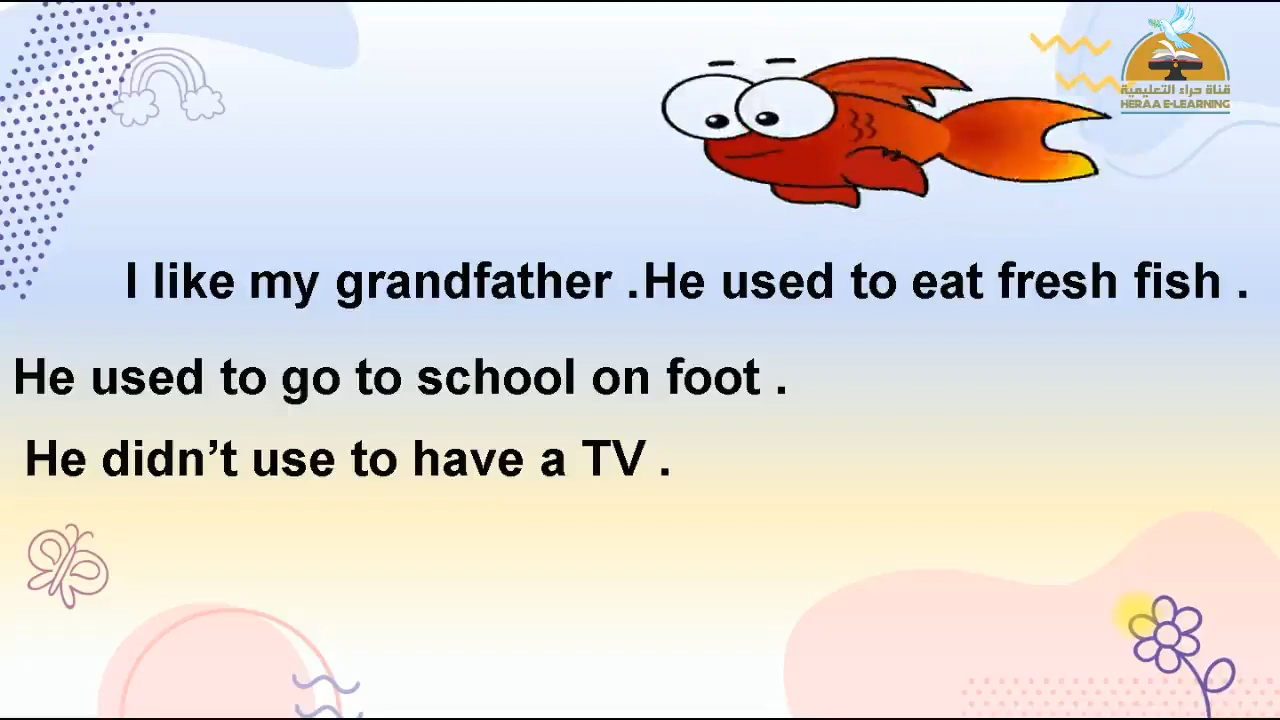 قناة حراء التعليمية
HERAA E-LEARNING
I like my grandfather .He used to eat fresh fish .
He used to go to school on foot .
He didn’t use to have a TV .